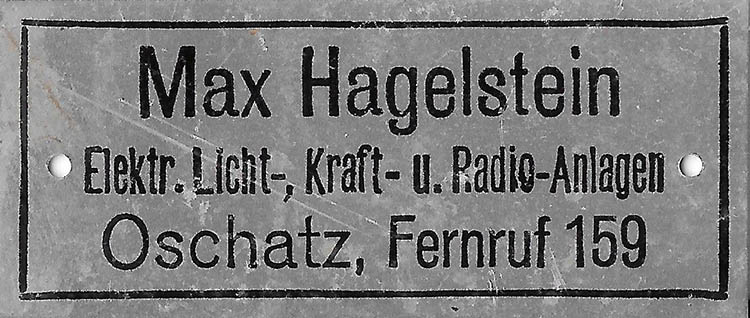 Max Hagelstein
Elektr. Licht-, Kraft- u. Radio-Anlagen
Oschatz, Fernruf 159